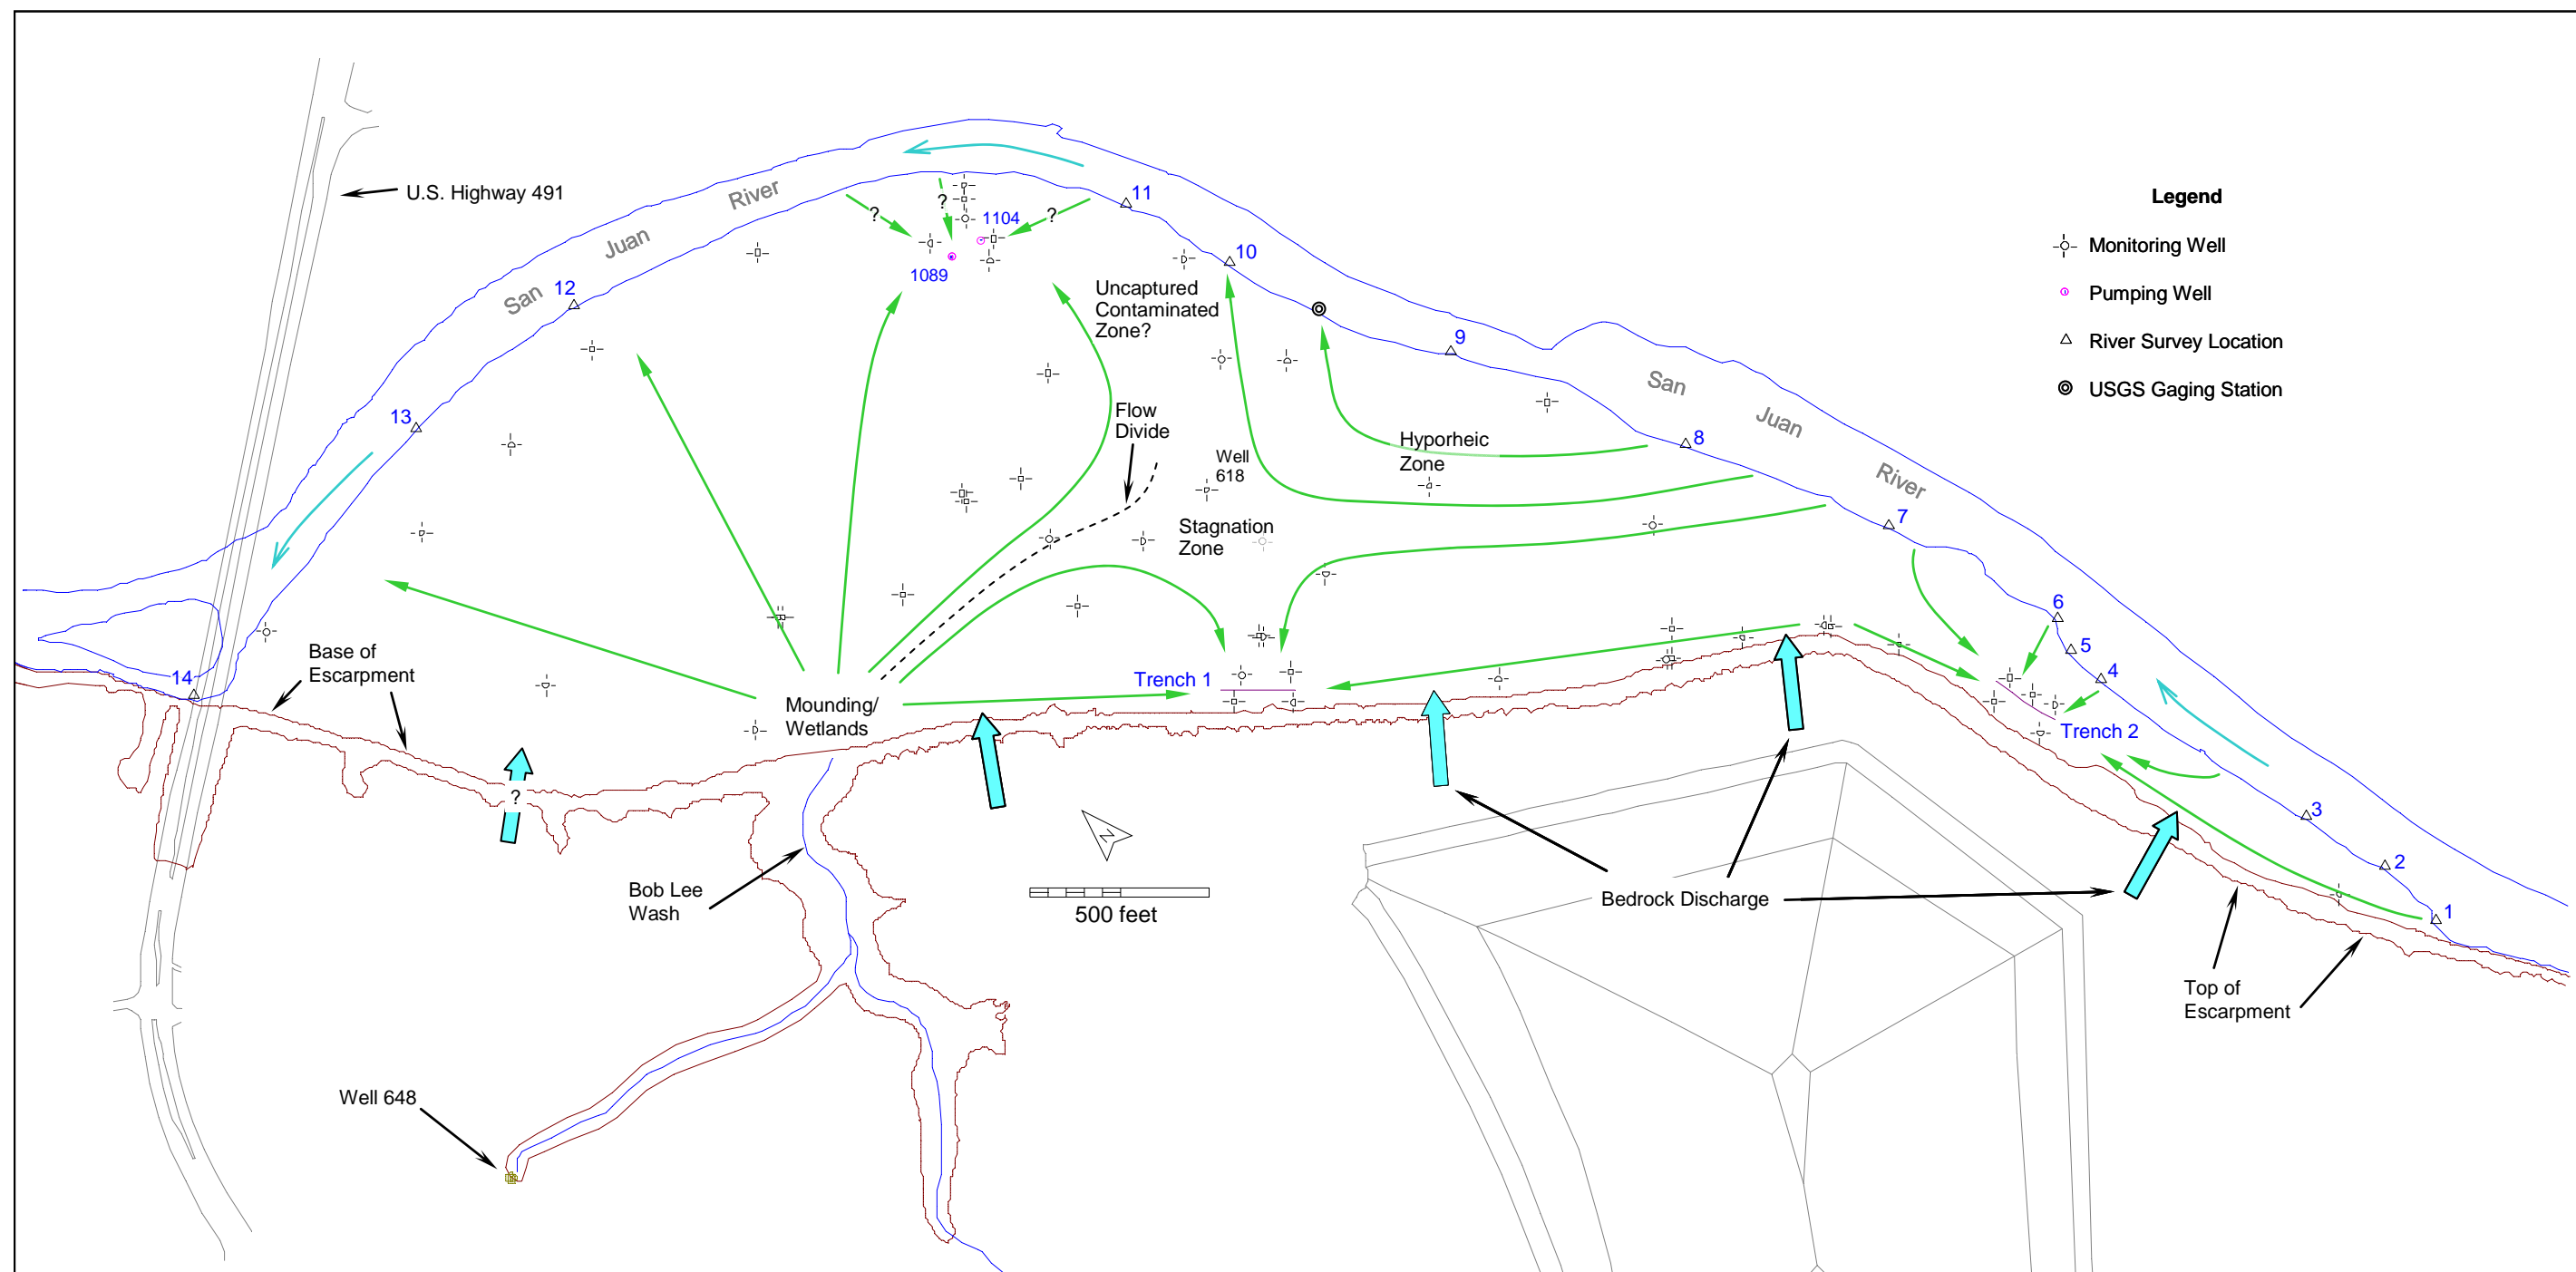 U.S. Highway 491
San
Juan
River
11
1104
1089
10
12
13
14
Uncaptured
Contaminated
Zone?
Flow
Divide
Well
618
Stagnation
Zone
Hyporheic
Zone
9
8
7
6
5
4
3
2
1
San
Juan
River
?
?
?
?
Legend
Monitoring Well
Pumping Well
River Survey Location
USGS Gaging Station
Base of
Escarpment
Mounding/
Wetlands
Trench 1
Trench 2
Bob Lee
Wash
N
500 feet
Bedrock Discharge
Top of
Escarpment
Well 648